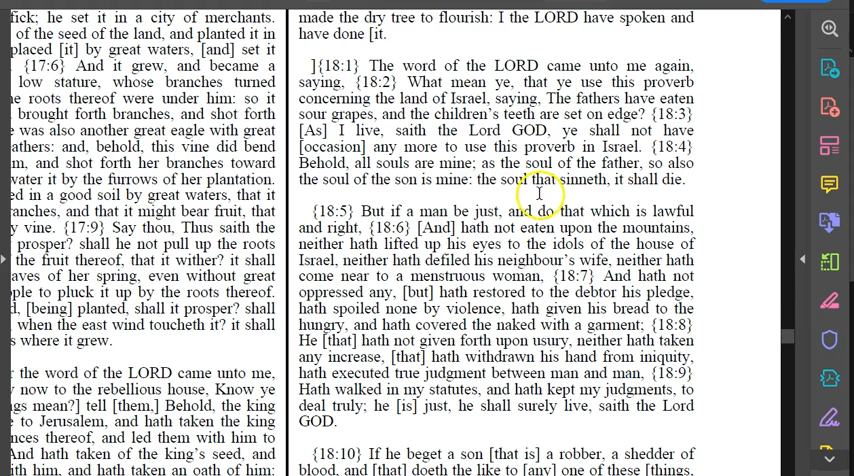 fick; he set it in a city of merchants.
of the seed of the land, and planted it in
placed [it] by great waters, [and] set it
{17:6} And it grew, and became a
low stature, whose branches turned
e roots thereof were under him: so it
brought forth branches, and shot forth
e was also another great eagle with great
athers: and, behold, this vine did bend
m, and shot forth her branches toward
water it by the furrows of her plantation.
ed in a good soil by great waters, that it
ranches, and that it might bear fruit, that
y vine. {17:9} Say thou, Thus saith the
prosper? shall he not pull up the roots
the fruit thereof, that it wither? it shall
aves of her spring, even without great
ple to pluck it up by the roots thereof.
d, [being] planted, shall it prosper? shall
when the east wind toucheth it? it shall
s where it grew.
r the word of the LORD came unto me,
y now to the rebellious house, Know ye
ngs mean?] tell [them,] Behold, the king
e to Jerusalem, and hath taken the king
nces thereof, and led them with him to
And hath taken of the king's seed, and
ith him, and hath taken an oath of him:
made the dry tree to flourish: I the LORD have spoken and
have done [it.
]{18:1} The word of the LORD came unto me again,
saying, {18:2} What mean ye, that ye use this proverb
concerning the land of Israel, saying, The fathers have eaten
sour grapes, and the children's teeth are set on edge? {18:3}
[As] I live, saith the Lord GOD, ye shall not have
[occasion] any more to use this proverb in Israel. {18:4}
Behold, all souls are mine; as the soul of the father, so also
the soul of the son is mine: the soul that sinneth, it shall die.
{18:5} But if a man be just, and do that which is lawful
and right, {18:6} [And] hath not eaten upon the mountains,
neither hath lifted up his eyes to the idols of the house of
Israel, neither hath defiled his neighbour's wife, neither hath
come near to a menstruous woman, {18:7} And hath not
oppressed any, [but] hath restored to the debtor his pledge,
hath spoiled none by violence, hath given his bread to the
hungry, and hath covered the naked with a garment; {18:8}
He [that] hath not given forth upon usury, neither hath taken
any increase, [that] hath withdrawn his hand from iniquity,
hath executed true judgment between man and man, {18:9}
Hath walked in my statutes, and hath kept my judgments, to
deal truly; he [is] just, he shall surely live, saith the Lord
GOD.
{18:10} If he beget a son [that is] a robber, a shedder of
blood, and [that] doeth the like to [any] one of these [things,